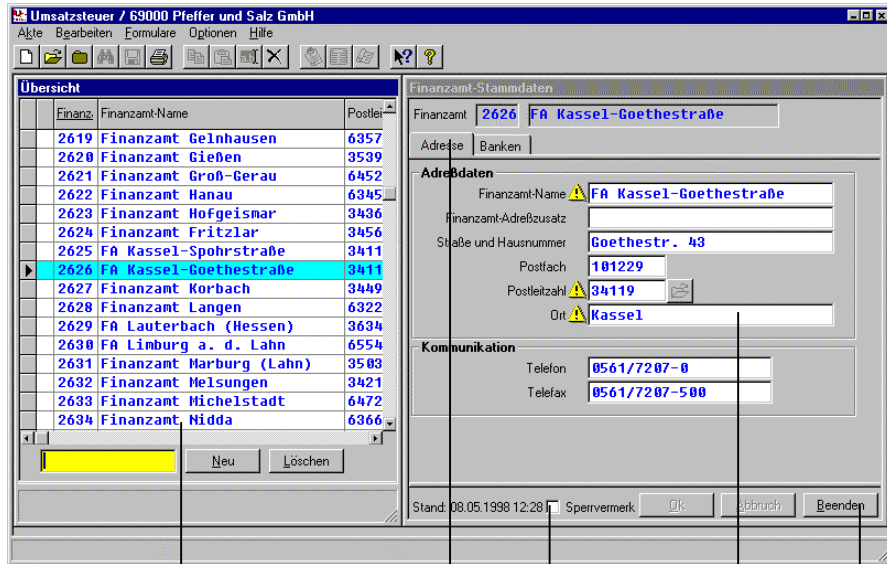 Umsatzsteuer / 69000 Pfeffer und Salz GmbH
Akte Bearbeiten Formulare Optionen Hilfe
Übersicht
Finanz. Finanzamt-Name Postlei
2619 Finanzamt Gelnhausen 6357
2620 Finanzamt Gießen 3539
2621 Finanzamt Groß-Gerau 6452
2622 Finanzamt Hanau 6345
2623 Finanzamt Hofgeismar 3436
2624 Finanzamt Fritzlar 3456
2625 FA Kassel-Spohrstraße 3411
2626 FA Kassel-Goethestraße 3411
2627 Finanzamt Korbach 3449
2628 Finanzamt Langen 6322
2629 FA Lauterbach (Hessen) 3634
2630 FA Limburg a. d. Lahn 6554
2631 Finanzamt Marburg (Lahn) 3503
2632 Finanzamt Melsungen 3421
2633 Finanzamt Michelstadt 6472
2634 Finanzamt Nidda 6366
Neu Löschen
Finanzamt-Stammdaten
Finanzamt 2626 FA Kassel-Goethestraße
Adresse Banken
Adreßdaten
Finanzamt-Name FA Kassel-Goethestraße
Finanzamt-Adreßzusatz
Straße und Hausnummer Goethestr. 43
Postfach 101229
Postleitzahl 34119
Ort Kassel
Kommunikation
Telefon 0561/7207-0
Telefax 0561/7207-500
Stand: 08.05.1998 12:28 Sperrvermerk Ok Abbruch Beenden